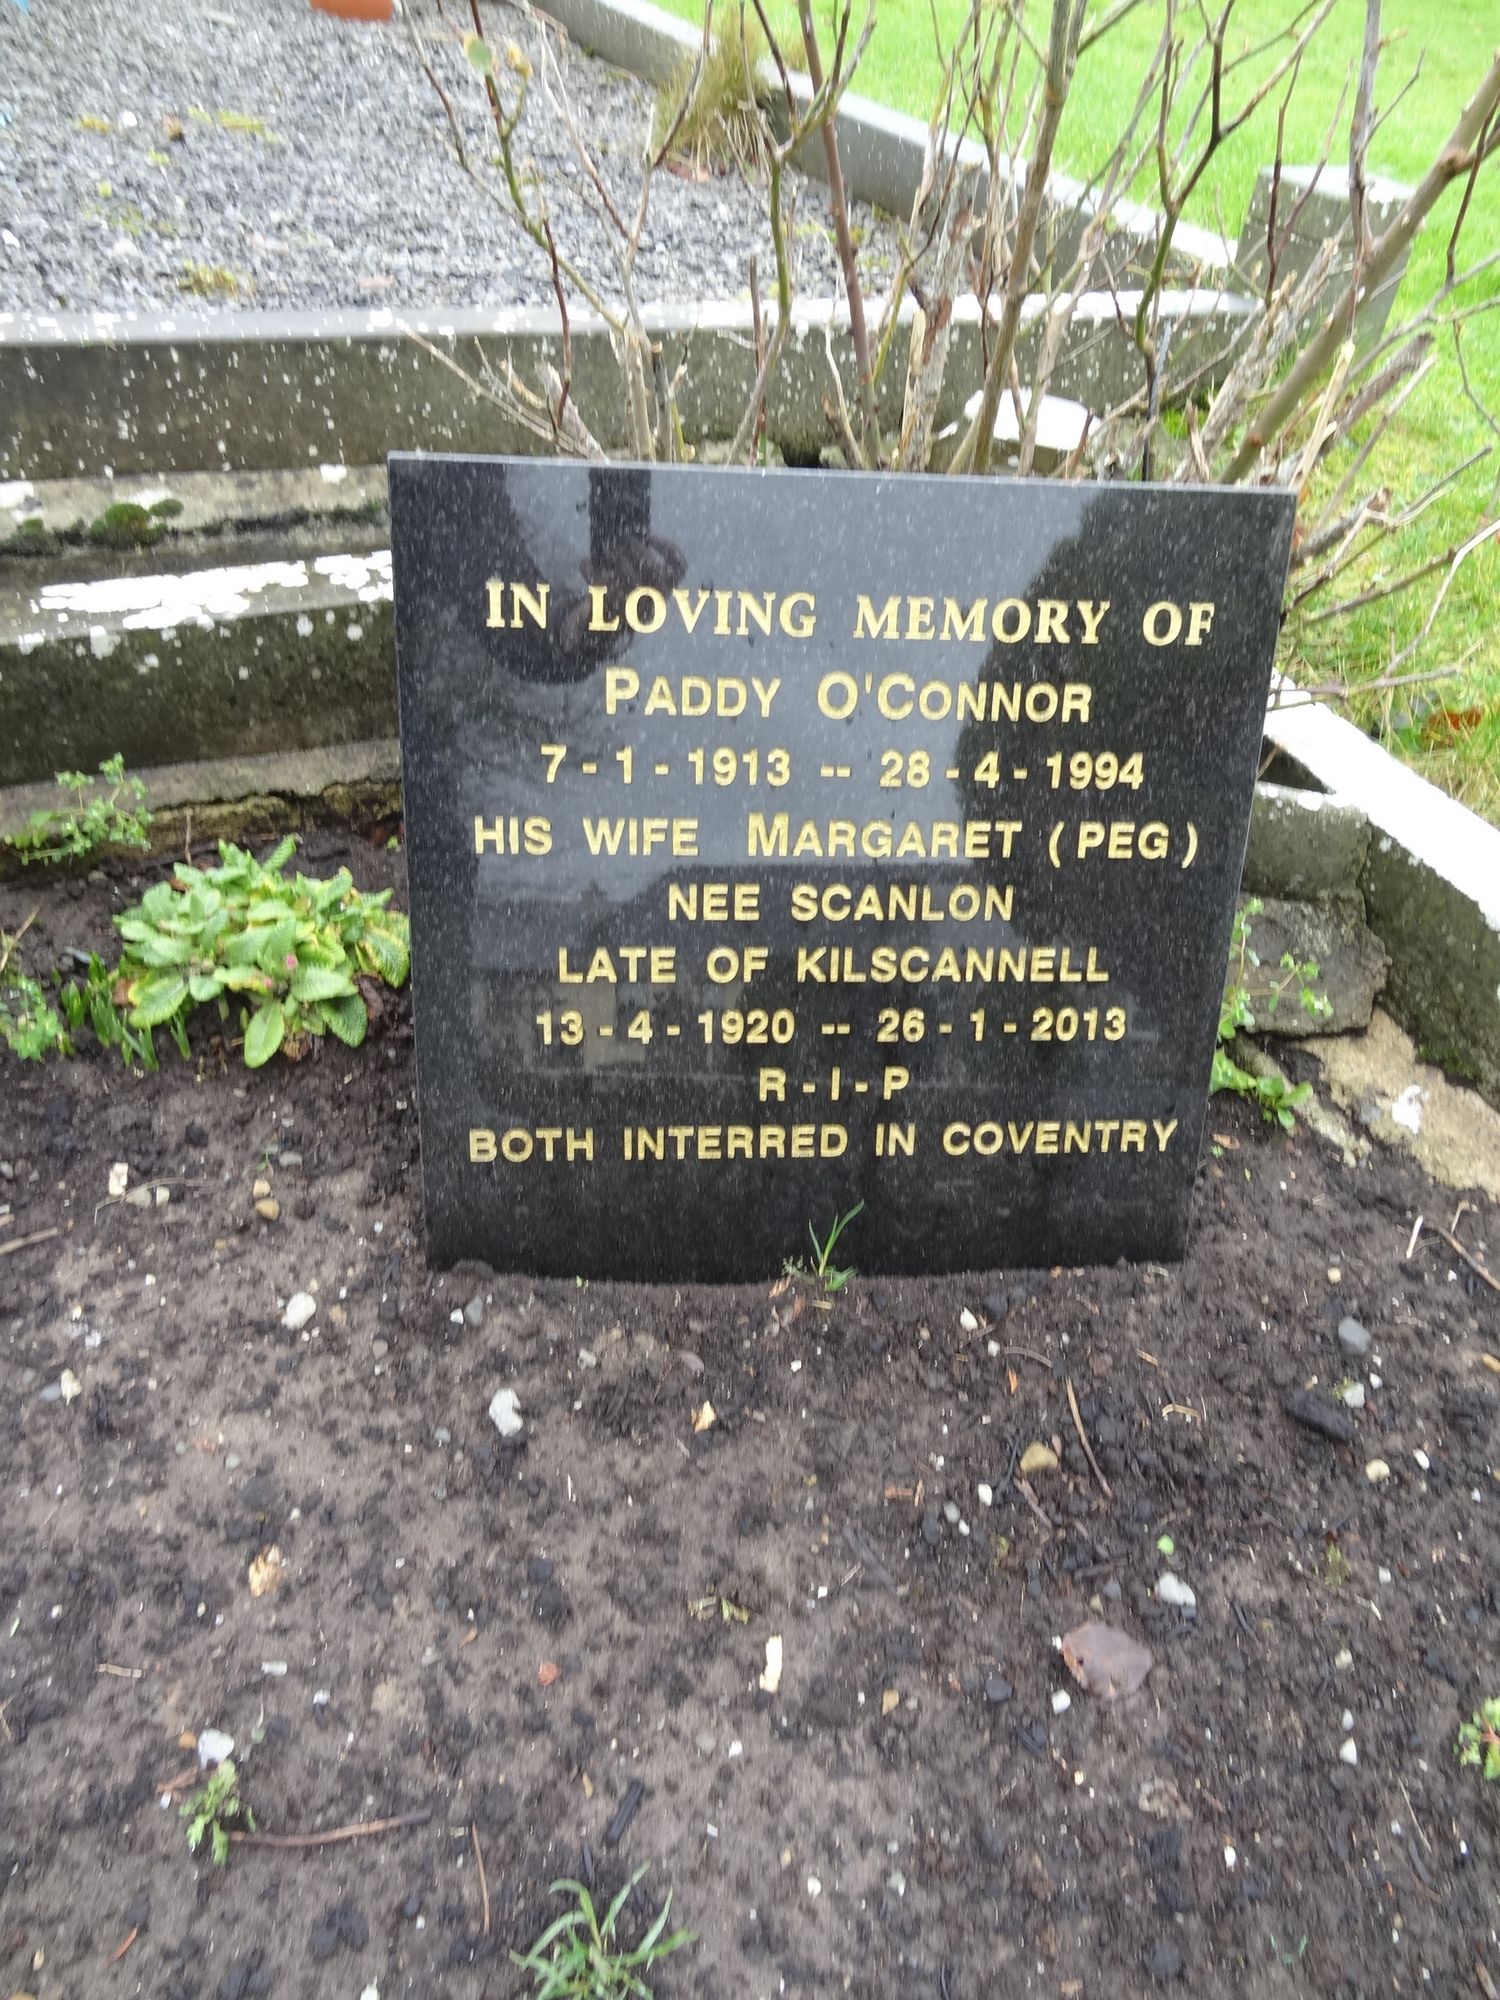 IN LOVING MEMORY OF
PADDY O'CONNOR
7 - 1 - 1913 -- 28 - 4 - 1994
HIS WIFE MARGARET (PEG)
NEE SCANLON
LATE OF KILSCANNELL
13 - 4 - 1920 -- 26 - 1 - 2013
R - I - P
BOTH INTERRED IN COVENTRY